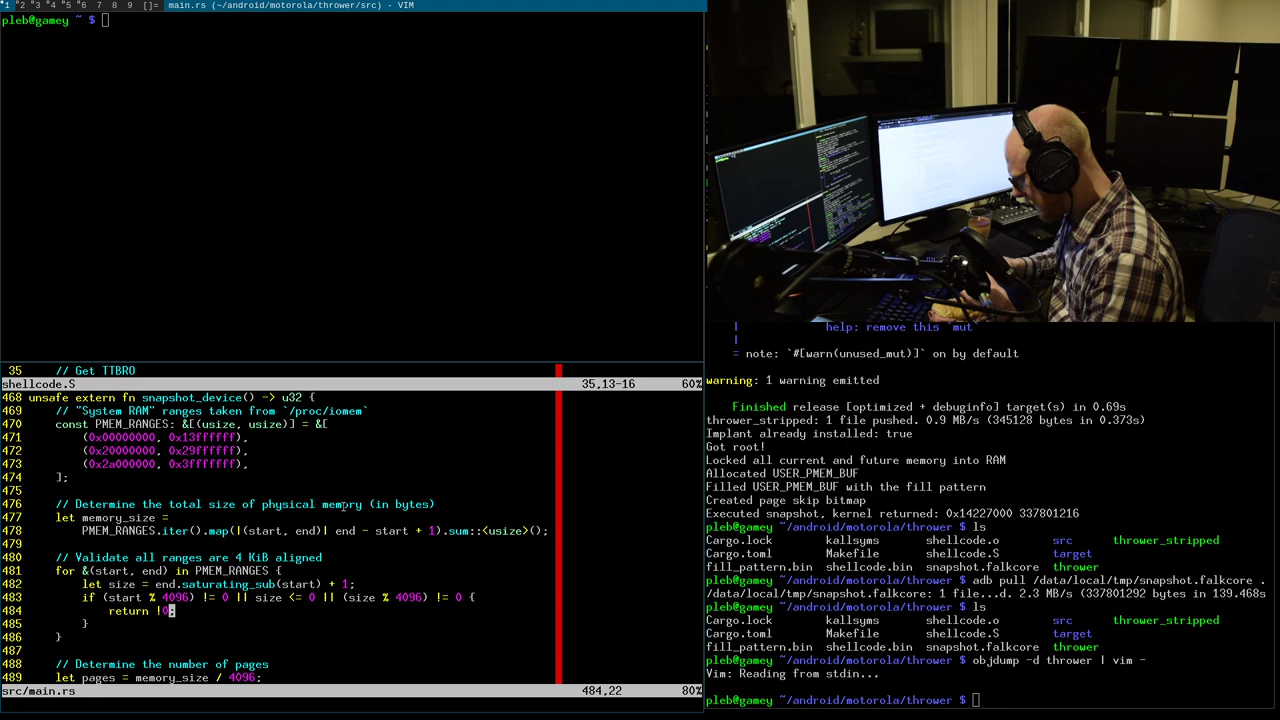 1 2 3 4 5 6 7 8 9 []= main.rs (~/android/motorola/thrower/src) - VIM
pleb@gamey ~ $
35 // Get TTBR0
shellcode.S 35,13-16 60%
468 unsafe extern fn snapshot_device() -> u32 {
469 // "System RAM" ranges taken from `/proc/iomem`
470 const PMEM_RANGES: &[(usize, usize)] = &[
471 (0x00000000, 0x13ffffff),
472 (0x20000000, 0x29ffffff),
473 (0x2a000000, 0x3fffffff),
474 ];
475
476 // Determine the total size of physical memory (in bytes)
477 let memory_size =
478 PMEM_RANGES.iter().map(|(start, end)| end - start + 1).sum::<usize>();
479
480 // Validate all ranges are 4 KiB aligned
481 for &(start, end) in PMEM_RANGES {
482 let size = end.saturating_sub(start) + 1;
483 if (start % 4096) != 0 || size <= 0 || (size % 4096) != 0 {
484 return !0;
485 }
486 }
487
488 // Determine the number of pages
489 let pages = memory_size / 4096;
src/main.rs 484,22 80%
| help: remove this `mut`
|
= note: `#[warn(unused_mut)]` on by default
warning: 1 warning emitted
Finished release [optimized + debuginfo] target(s) in 0.69s
thrower_stripped: 1 file pushed. 0.9 MB/s (345128 bytes in 0.373s)
Implant already installed: true
Got root!
Locked all current and future memory into RAM
Allocated USER_PMEM_BUF
Filled USER_PMEM_BUF with the fill pattern
Created page skip bitmap
Executed snapshot, kernel returned: 0x14227000 337801216
pleb@gamey ~/android/motorola/thrower $ ls
Cargo.lock kallsyms shellcode.o src thrower_stripped
Cargo.toml Makefile shellcode.S target
fill_pattern.bin shellcode.bin thrower
pleb@gamey ~/android/motorola/thrower $ adb pull /data/local/tmp/snapshot.falkcore .
/data/local/tmp/snapshot.falkcore: 1 file...d. 2.3 MB/s (337801292 bytes in 139.468s
pleb@gamey ~/android/motorola/thrower $ ls
Cargo.lock kallsyms shellcode.o src thrower_stripped
Cargo.toml Makefile shellcode.S target
fill_pattern.bin shellcode.bin snapshot.falkcore thrower
pleb@gamey ~/android/motorola/thrower $ objdump -d thrower | vim -
Vim: Reading from stdin...
pleb@gamey ~/android/motorola/thrower $